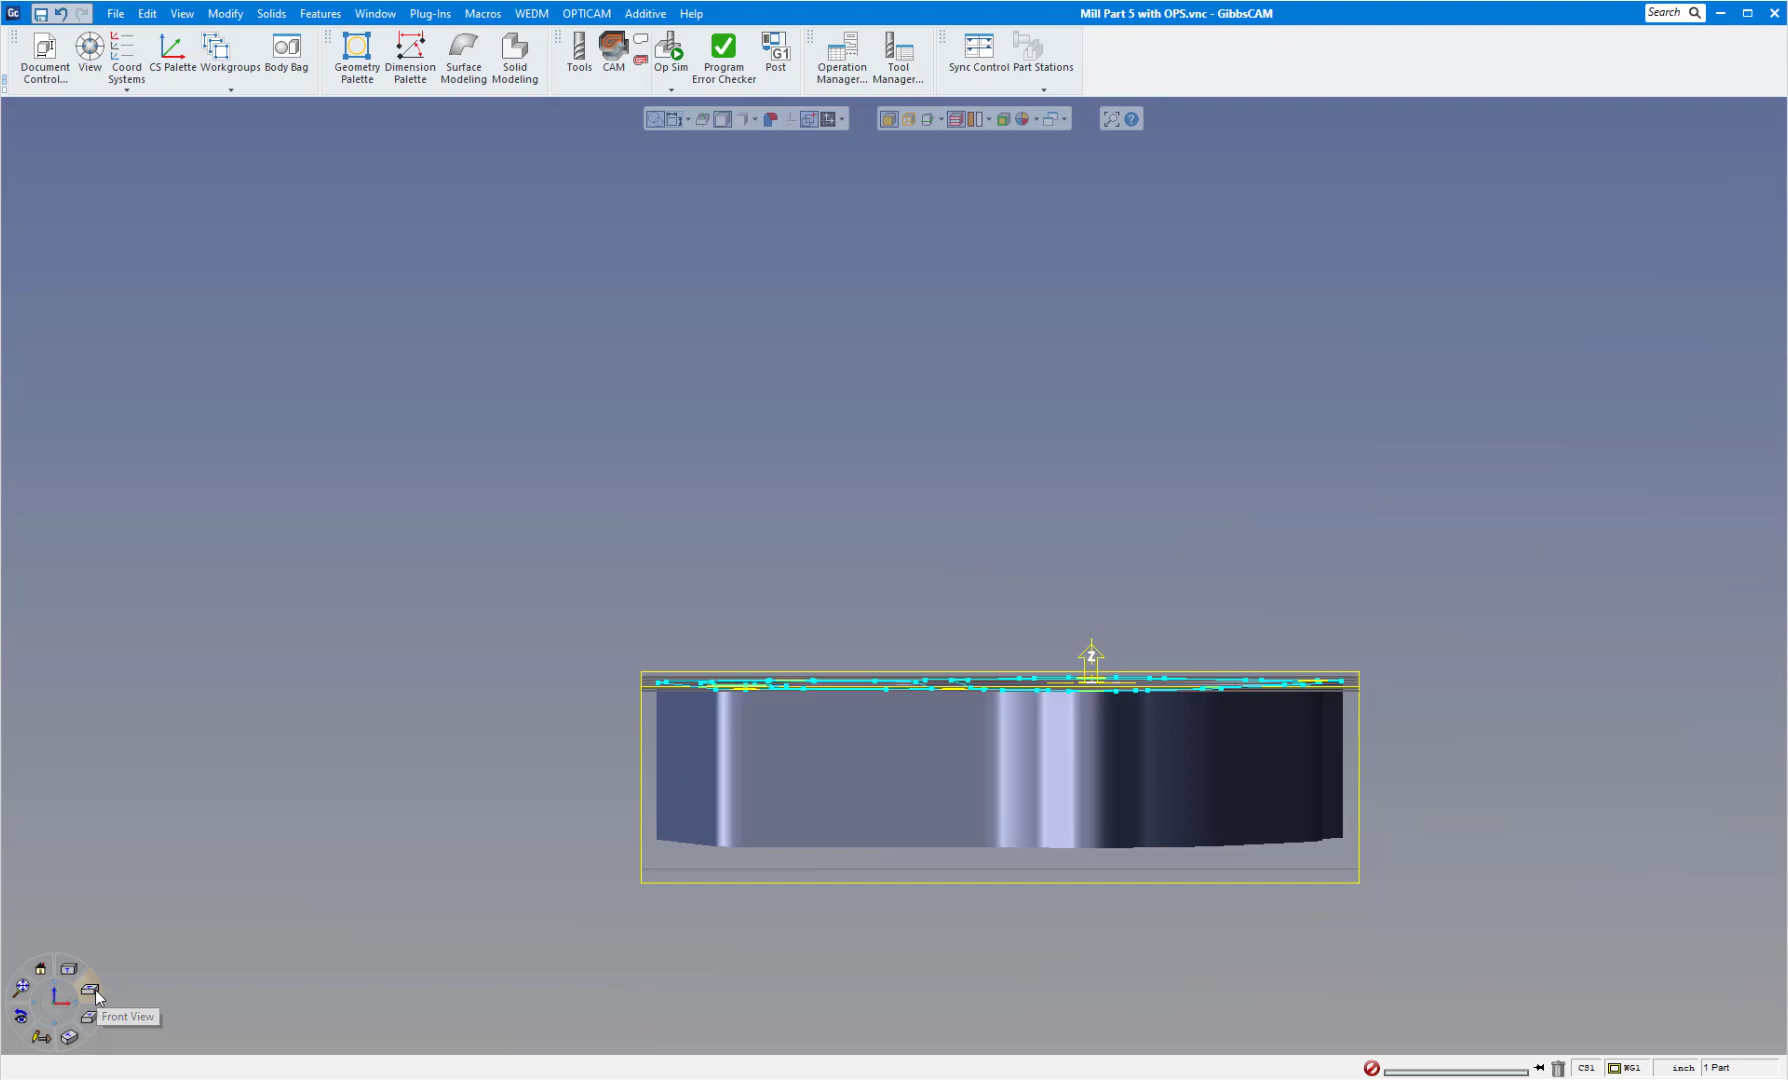 Gc File Edit View Modify Solids Features Window Plug-Ins Macros WEDM OPTICAM Additive Help Mill Part 5 with OPS.vnc - GibbsCAM Search
G1
Document Control...
View
Coord Systems
CS Palette
Workgroups
Body Bag
Geometry Palette
Dimension Palette
Surface Modeling
Solid Modeling
Tools
CAM
Op Sim
Program Error Checker
Post
Operation Manager...
Tool Manager...
Sync Control
Part Stations
Z
T
Front View
CS1 WG1 inch 1 Part